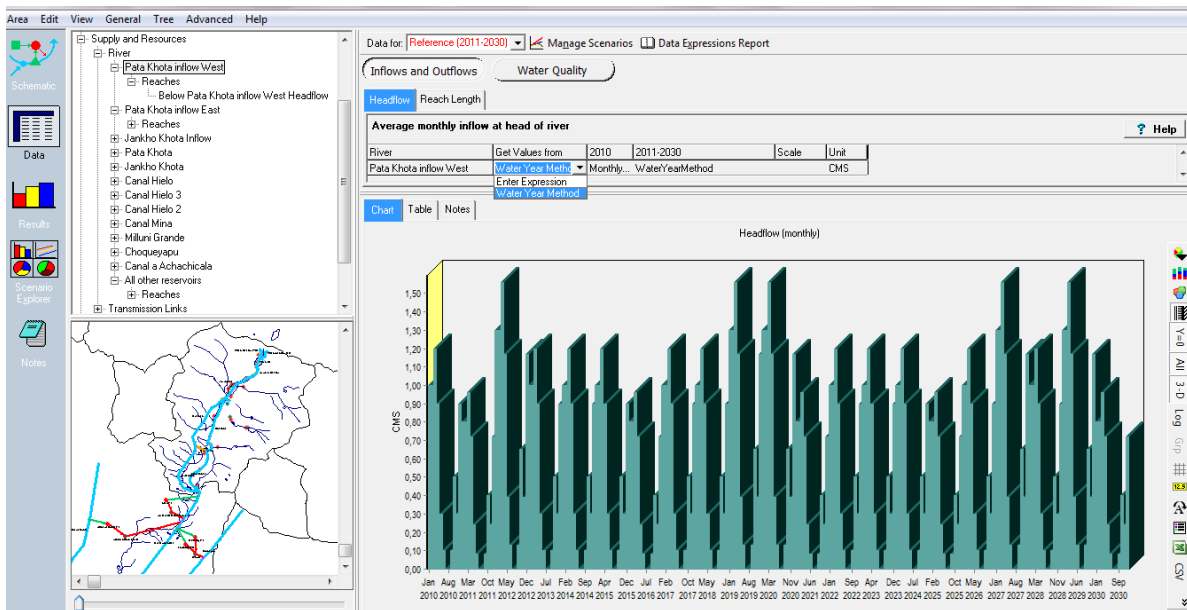 Area Edit View General Tree Advanced Help
Schematic
Data
Results
Scenario
Explorer
Notes
Supply and Resources
River
Pata Khota inflow West
Reaches
Below Pata Khota inflow West Headflow
Pata Khota inflow East
Reaches
Jankho Khota Inflow
Pata Khota
Jankho Khota
Canal Hielo
Canal Hielo 3
Canal Hielo 2
Canal Mina
Milluni Grande
Choqueyapu
Canal a Achachicala
All other reservoirs
Reaches
Transmission Links
Data for: Reference (2011-2030) Manage Scenarios Data Expressions Report
Inflows and Outflows Water Quality
Headflow Reach Length
Average monthly inflow at head of river
? Help
River Get Values from 2010 2011-2030 Scale Unit
Pata Khota inflow West Water Year Metho Monthly... WaterYearMethod CMS
Enter Expression
Water Year Method
Chart Table Notes
Headflow (monthly)
CMS
1,50
1,40
1,30
1,20
1,10
1,00
0,90
0,80
0,70
0,60
0,50
0,40
0,30
0,20
0,10
0,00
Jan Aug Mar Oct May Dec Jul Feb Sep Apr Dec Jul Feb Oct May Jan Aug Mar Nov Jun Jan Sep Apr Dec Jul Feb Oct May Jan Aug Mar Nov Jun Jan Sep
2010 2010 2011 2011 2012 2012 2013 2014 2014 2015 2015 2016 2017 2017 2018 2019 2019 2020 2020 2021 2022 2022 2023 2023 2024 2025 2025 2026 2027 2027 2028 2028 2029 2030 2030
Y=0
All
3-D
Log
Grp
12.5
CSV